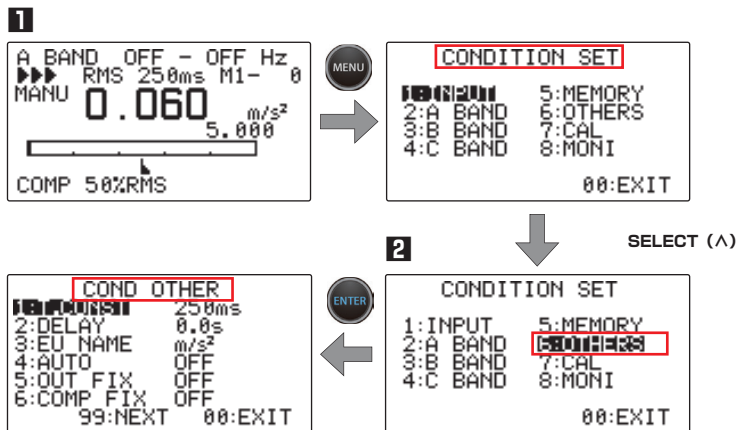 1
A BAND OFF - OFF Hz
▶▶▶ RMS 250ms M1- 0
MANU 0.060 m/s²
5.000
COMP 50%RMS
MENU
CONDITION SET
1:INPUT 5:MEMORY
2:A BAND 6:OTHERS
3:B BAND 7:CAL
4:C BAND 8:MONI
00:EXIT
SELECT (∧)
2
CONDITION SET
1:INPUT 5:MEMORY
2:A BAND 6:OTHERS
3:B BAND 7:CAL
4:C BAND 8:MONI
00:EXIT
ENTER
COND OTHER
1:T.CONST 250ms
2:DELAY 0.0s
3:EU NAME m/s²
4:AUTO OFF
5:OUT FIX OFF
6:COMP FIX OFF
99:NEXT 00:EXIT